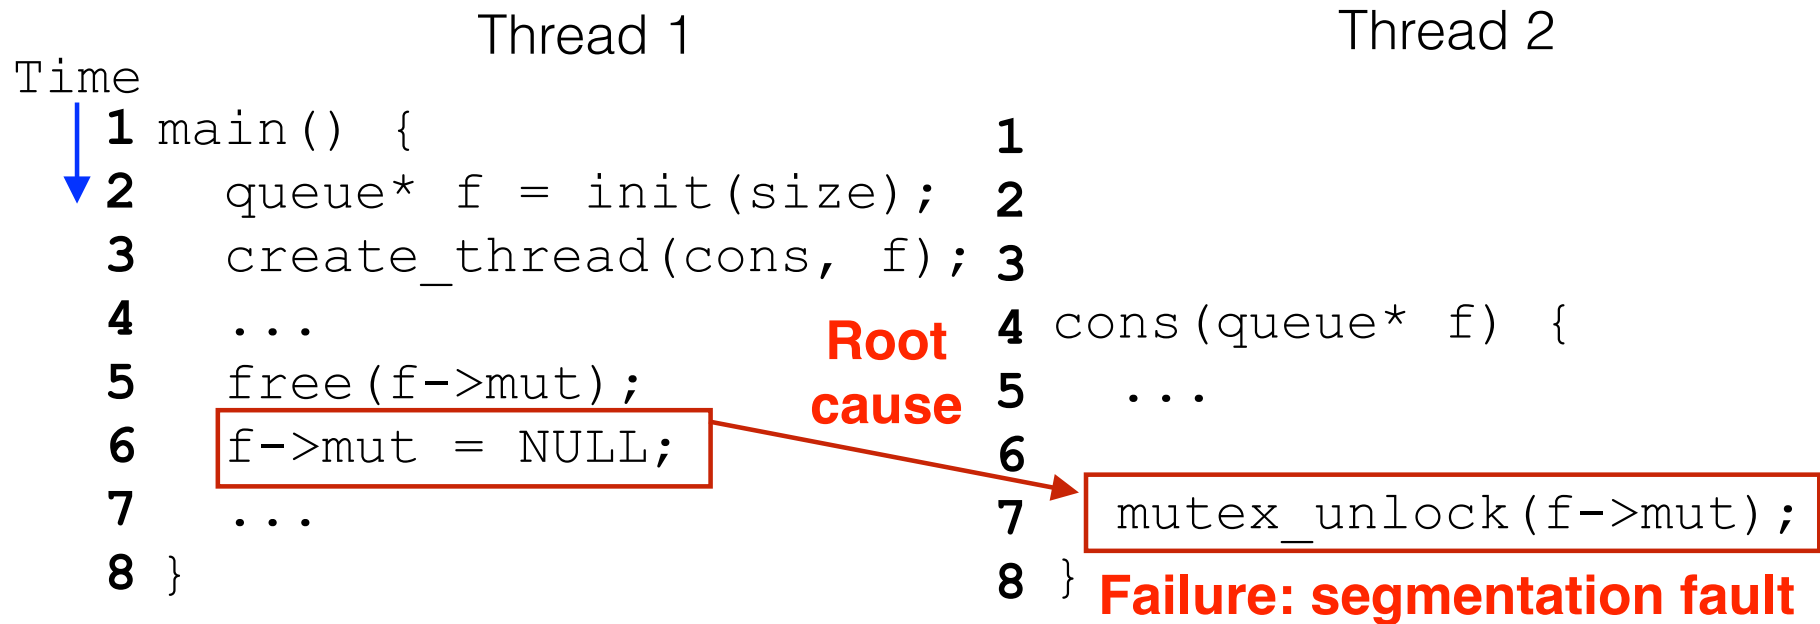 Thread 1
Thread 2
Time
1 main() {
2 queue* f = init(size);
3 create_thread(cons, f);
4 ...
5 free(f->mut);
6 f->mut = NULL;
7 ...
8 }
Root
cause
1
2
3
4 cons(queue* f) {
5 ...
6
7 mutex_unlock(f->mut);
8 }
Failure: segmentation fault